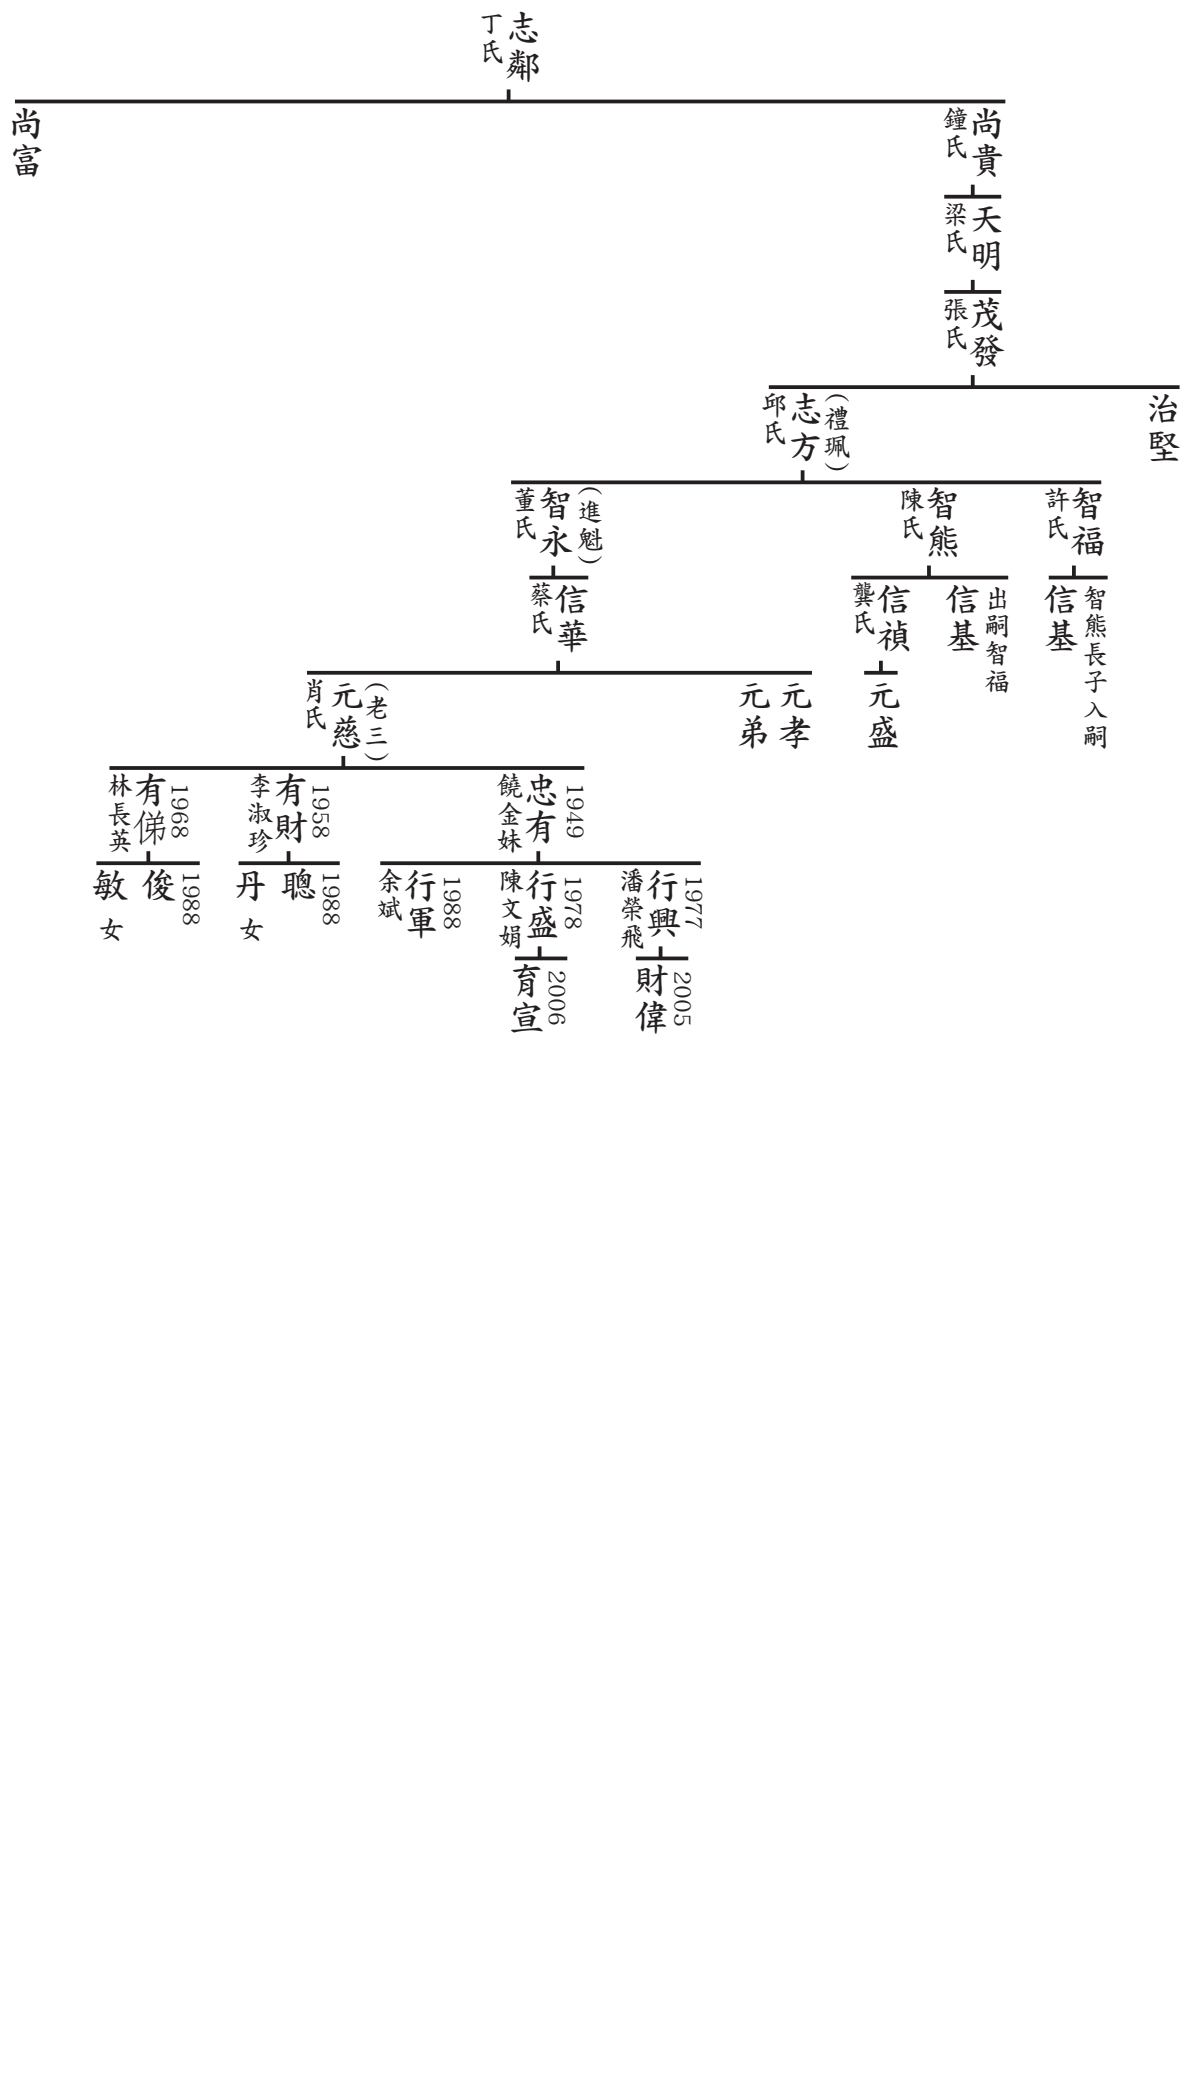 志鄰
丁氏
尚貴
鐘氏
尚富
天明
梁氏
茂發
張氏
治堅
(禮珮)
志方
邱氏
智福
許氏
智熊
陳氏
(進魁)
智永
董氏
智熊長子入嗣
信基
出嗣智福
信基
信禎
龔氏
信華
蔡氏
元盛
元孝
元弟
(老三)
元慈
肖氏
1949
忠有
饒金妹
1958
有財
李淑珍
1968
有俤
林長英
1977
行興
潘榮飛
1978
行盛
陳文娟
1988
行軍
余斌
1988
聰
丹女
1988
俊
敏女
2005
財偉
2006
育宣